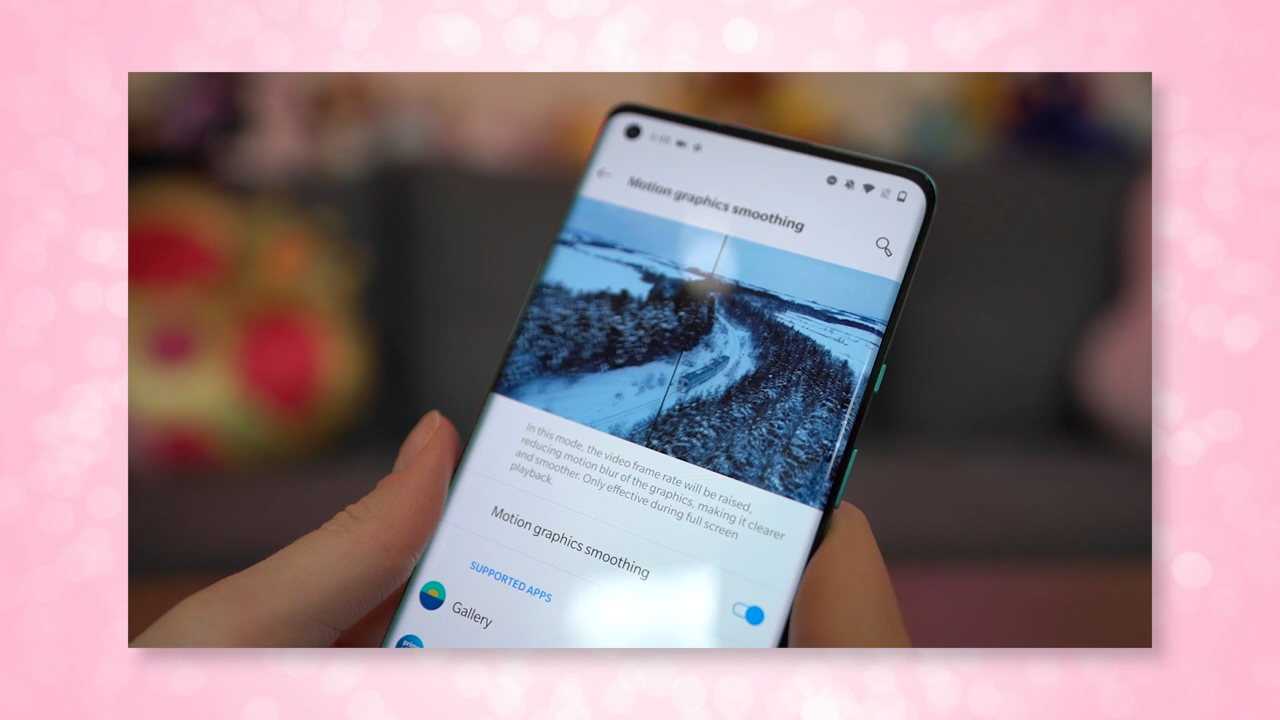 Motion graphics smoothing
In this mode, the video frame rate will be raised,
reducing motion blur of the graphics, making it clearer
and smoother. Only effective during full screen
playback.
Motion graphics smoothing
SUPPORTED APPS
Gallery
prime